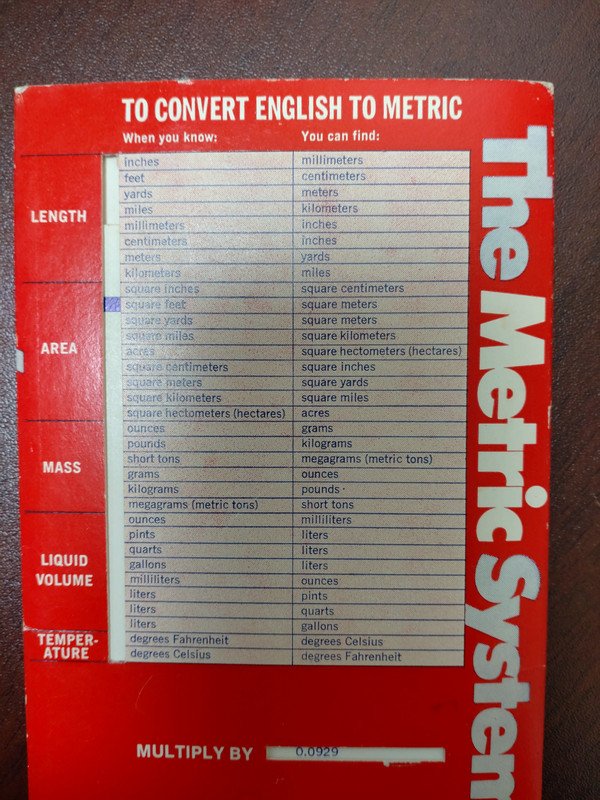 TO CONVERT ENGLISH TO METRIC
When you know: You can find:
LENGTH
inches millimeters
feet centimeters
yards meters
miles kilometers
millimeters inches
centimeters inches
meters yards
kilometers miles
AREA
square inches square centimeters
square feet square meters
square yards square meters
square miles square kilometers
acres square hectometers (hectares)
square centimeters square inches
square meters square yards
square kilometers square miles
square hectometers (hectares) acres
MASS
ounces grams
pounds kilograms
short tons megagrams (metric tons)
grams ounces
kilograms pounds
megagrams (metric tons) short tons
LIQUID
VOLUME
ounces milliliters
pints liters
quarts liters
gallons liters
milliliters ounces
liters pints
liters quarts
liters gallons
TEMPER-
ATURE
degrees Fahrenheit degrees Celsius
degrees Celsius degrees Fahrenheit
MULTIPLY BY 0.0929
The Metric System